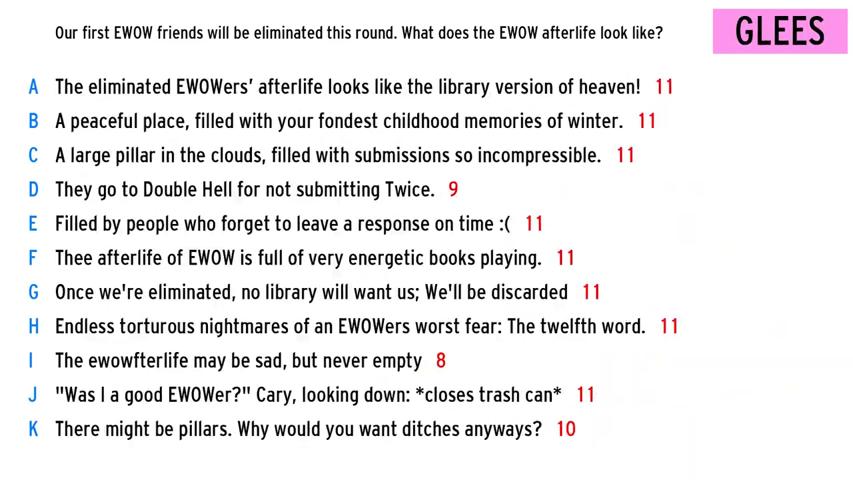 Our first EWOW friends will be eliminated this round. What does the EWOW afterlife look like?
GLEES
A The eliminated EWOWers' afterlife looks like the library version of heaven! 11
B A peaceful place, filled with your fondest childhood memories of winter. 11
C A large pillar in the clouds, filled with submissions so incompressible. 11
D They go to Double Hell for not submitting Twice. 9
E Filled by people who forget to leave a response on time :( 11
F Thee afterlife of EWOW is full of very energetic books playing. 11
G Once we're eliminated, no library will want us; We'll be discarded 11
H Endless torturous nightmares of an EWOWers worst fear: The twelfth word. 11
I The ewowfterlife may be sad, but never empty 8
J "Was I a good EWOWer?" Cary, looking down: *closes trash can* 11
K There might be pillars. Why would you want ditches anyways? 10